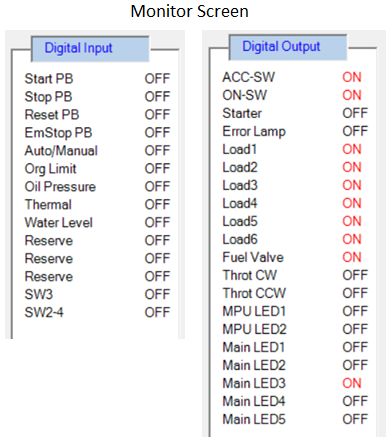 Monitor Screen
Digital Input
Start PB OFF
Stop PB OFF
Reset PB OFF
EmStop PB OFF
Auto/Manual OFF
Org Limit OFF
Oil Pressure OFF
Thermal OFF
Water Level OFF
Reserve OFF
Reserve OFF
Reserve OFF
SW3 OFF
SW2-4 OFF
Digital Output
ACC-SW ON
ON-SW ON
Starter OFF
Error Lamp OFF
Load1 ON
Load2 ON
Load3 ON
Load4 ON
Load5 ON
Load6 ON
Fuel Valve ON
Throt CW OFF
Throt CCW OFF
MPU LED1 OFF
MPU LED2 OFF
Main LED1 OFF
Main LED2 OFF
Main LED3 ON
Main LED4 OFF
Main LED5 OFF